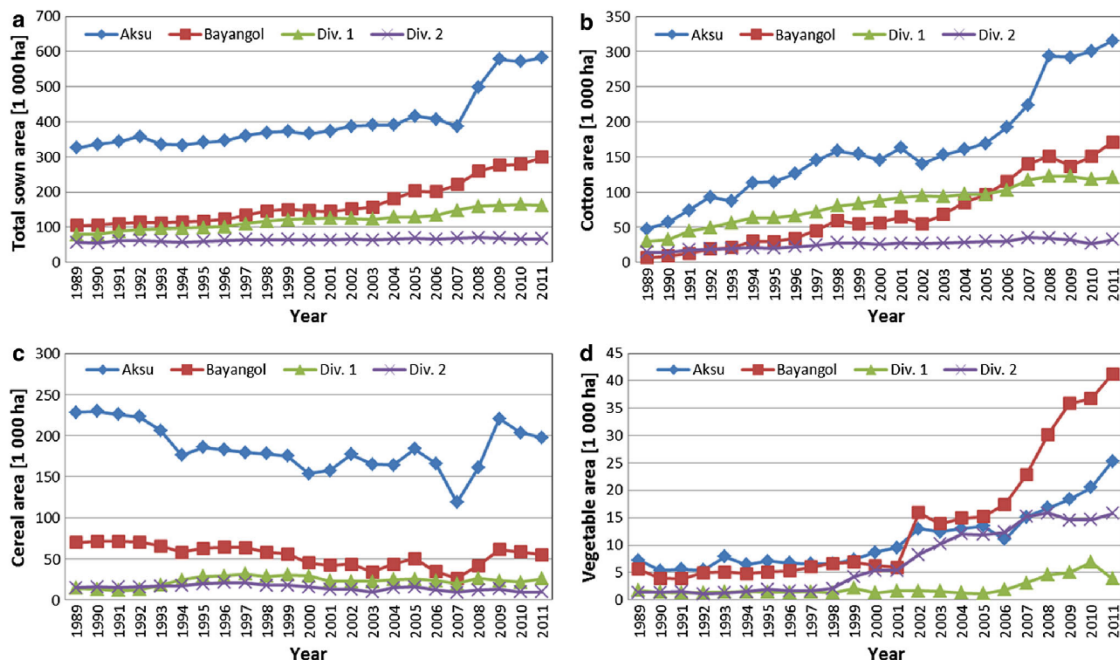 a
Total sown area [1 000 ha]
700
600
500
400
300
200
100
0
Aksu Bayangol Div. 1 Div. 2
1989 1990 1991 1992 1993 1994 1995 1996 1997 1998 1999 2000 2001 2002 2003 2004 2005 2006 2007 2008 2009 2010 2011
Year
b
Cotton area [1 000 ha]
350
300
250
200
150
100
50
0
Aksu Bayangol Div. 1 Div. 2
1989 1990 1991 1992 1993 1994 1995 1996 1997 1998 1999 2000 2001 2002 2003 2004 2005 2006 2007 2008 2009 2010 2011
Year
c
Cereal area [1 000 ha]
300
250
200
150
100
50
0
Aksu Bayangol Div. 1 Div. 2
1989 1990 1991 1992 1993 1994 1995 1996 1997 1998 1999 2000 2001 2002 2003 2004 2005 2006 2007 2008 2009 2010 2011
Year
d
Vegetable area [1 000 ha]
45
40
35
30
25
20
15
10
5
0
Aksu Bayangol Div. 1 Div. 2
1989 1990 1991 1992 1993 1994 1995 1996 1997 1998 1999 2000 2001 2002 2003 2004 2005 2006 2007 2008 2009 2010 2011
Year